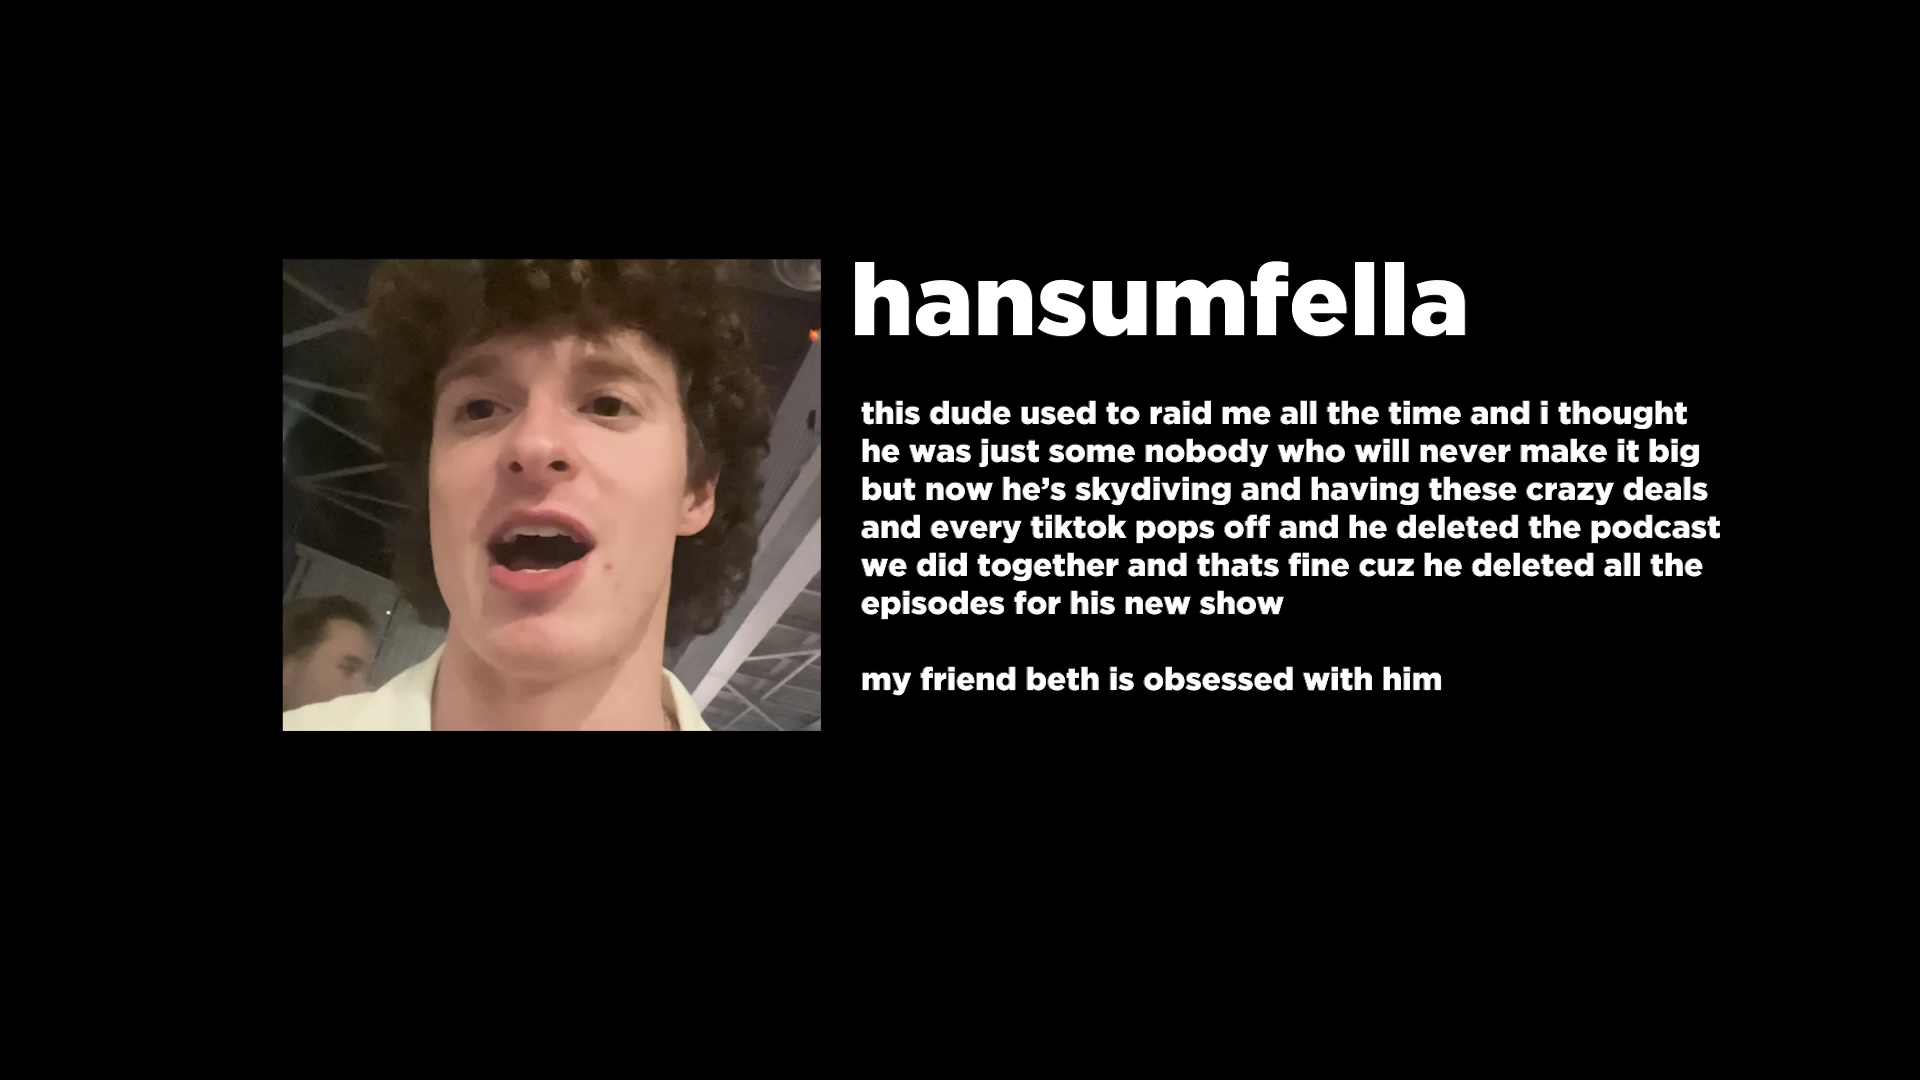 hansumfella
this dude used to raid me all the time and i thought
he was just some nobody who will never make it big
but now he’s skydiving and having these crazy deals
and every tiktok pops off and he deleted the podcast
we did together and thats fine cuz he deleted all the
episodes for his new show
my friend beth is obsessed with him